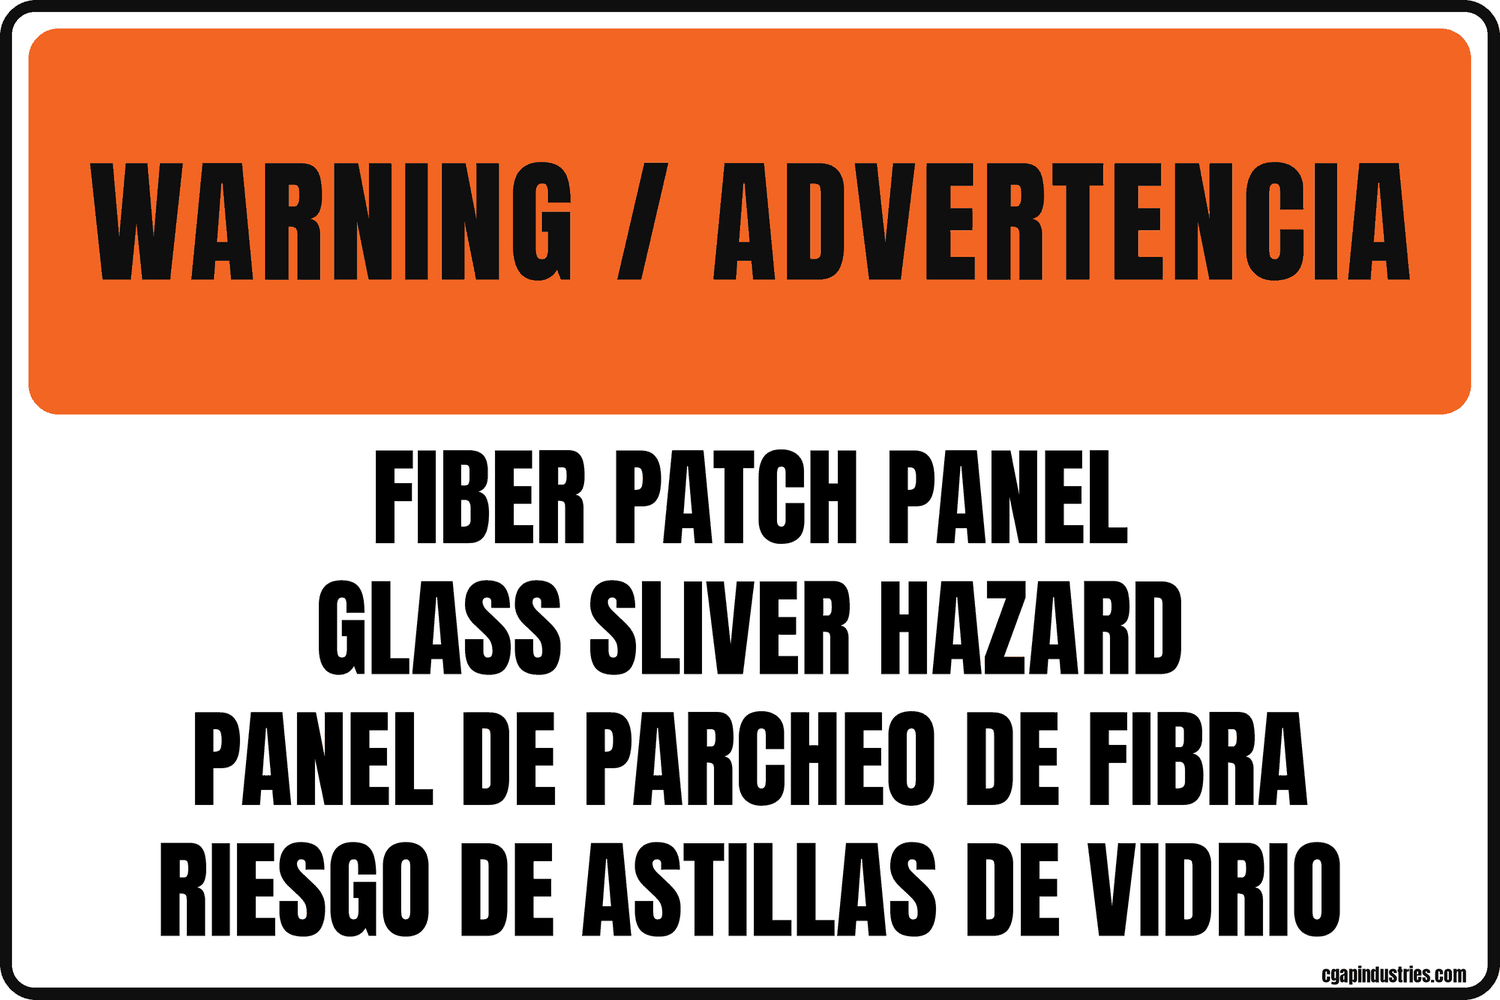 WARNING / ADVERTENCIA
FIBER PATCH PANEL
GLASS SLIVER HAZARD
PANEL DE PARCHEO DE FIBRA
RIESGO DE ASTILLAS DE VIDRIO
cgapindustries.com